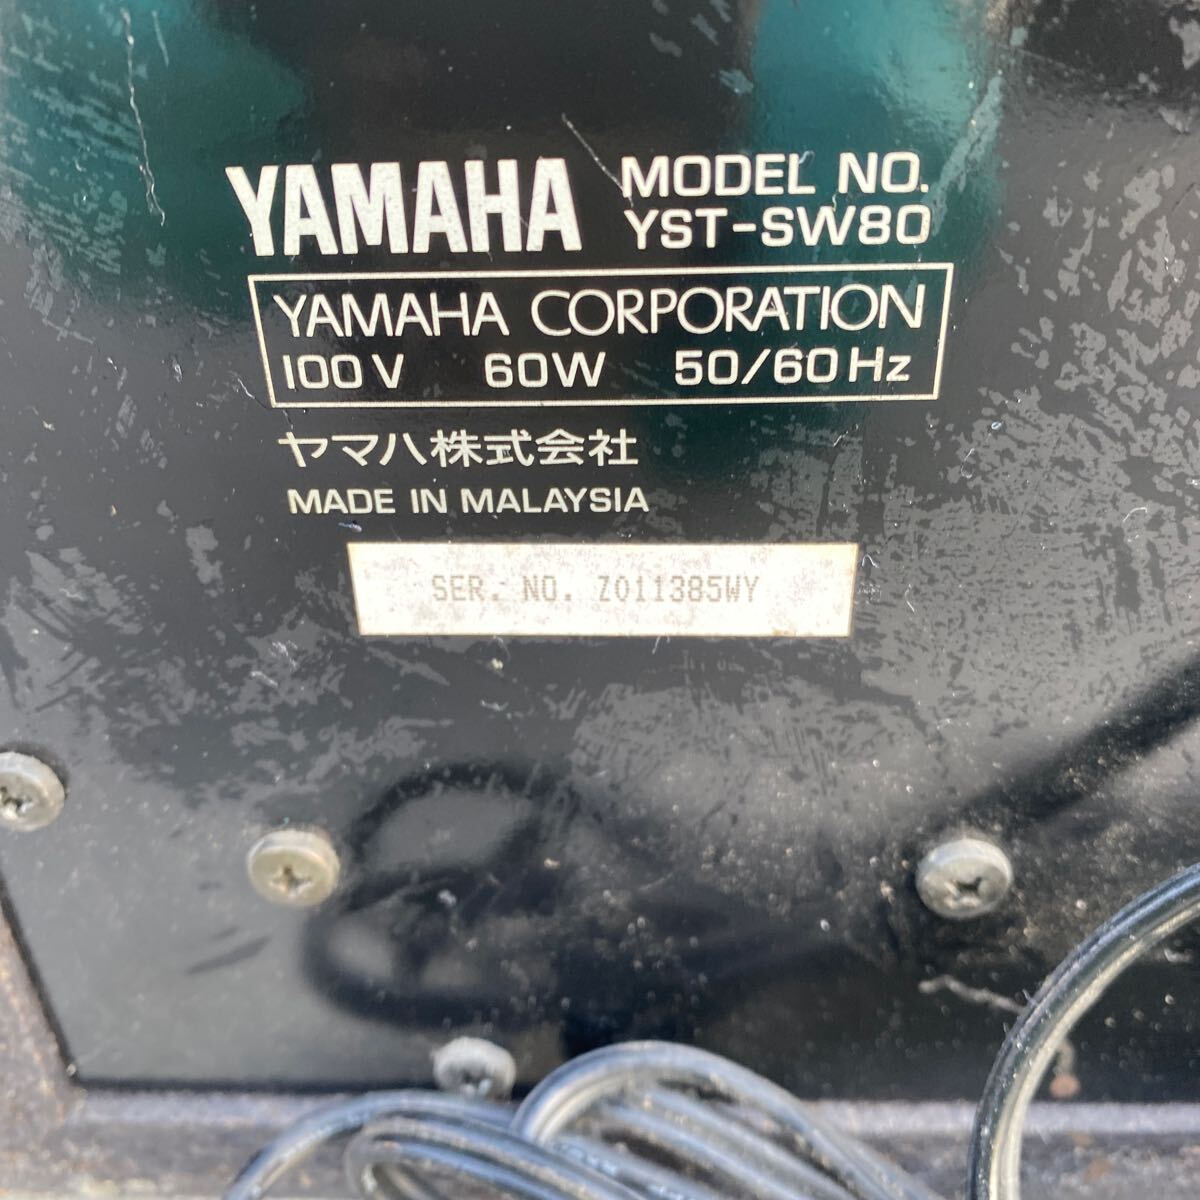 YAMAHA MODEL NO.
YST-SW80
YAMAHA CORPORATION
100V 60W 50/60Hz
ヤマハ株式会社
MADE IN MALAYSIA
SER. NO. Z011385WY